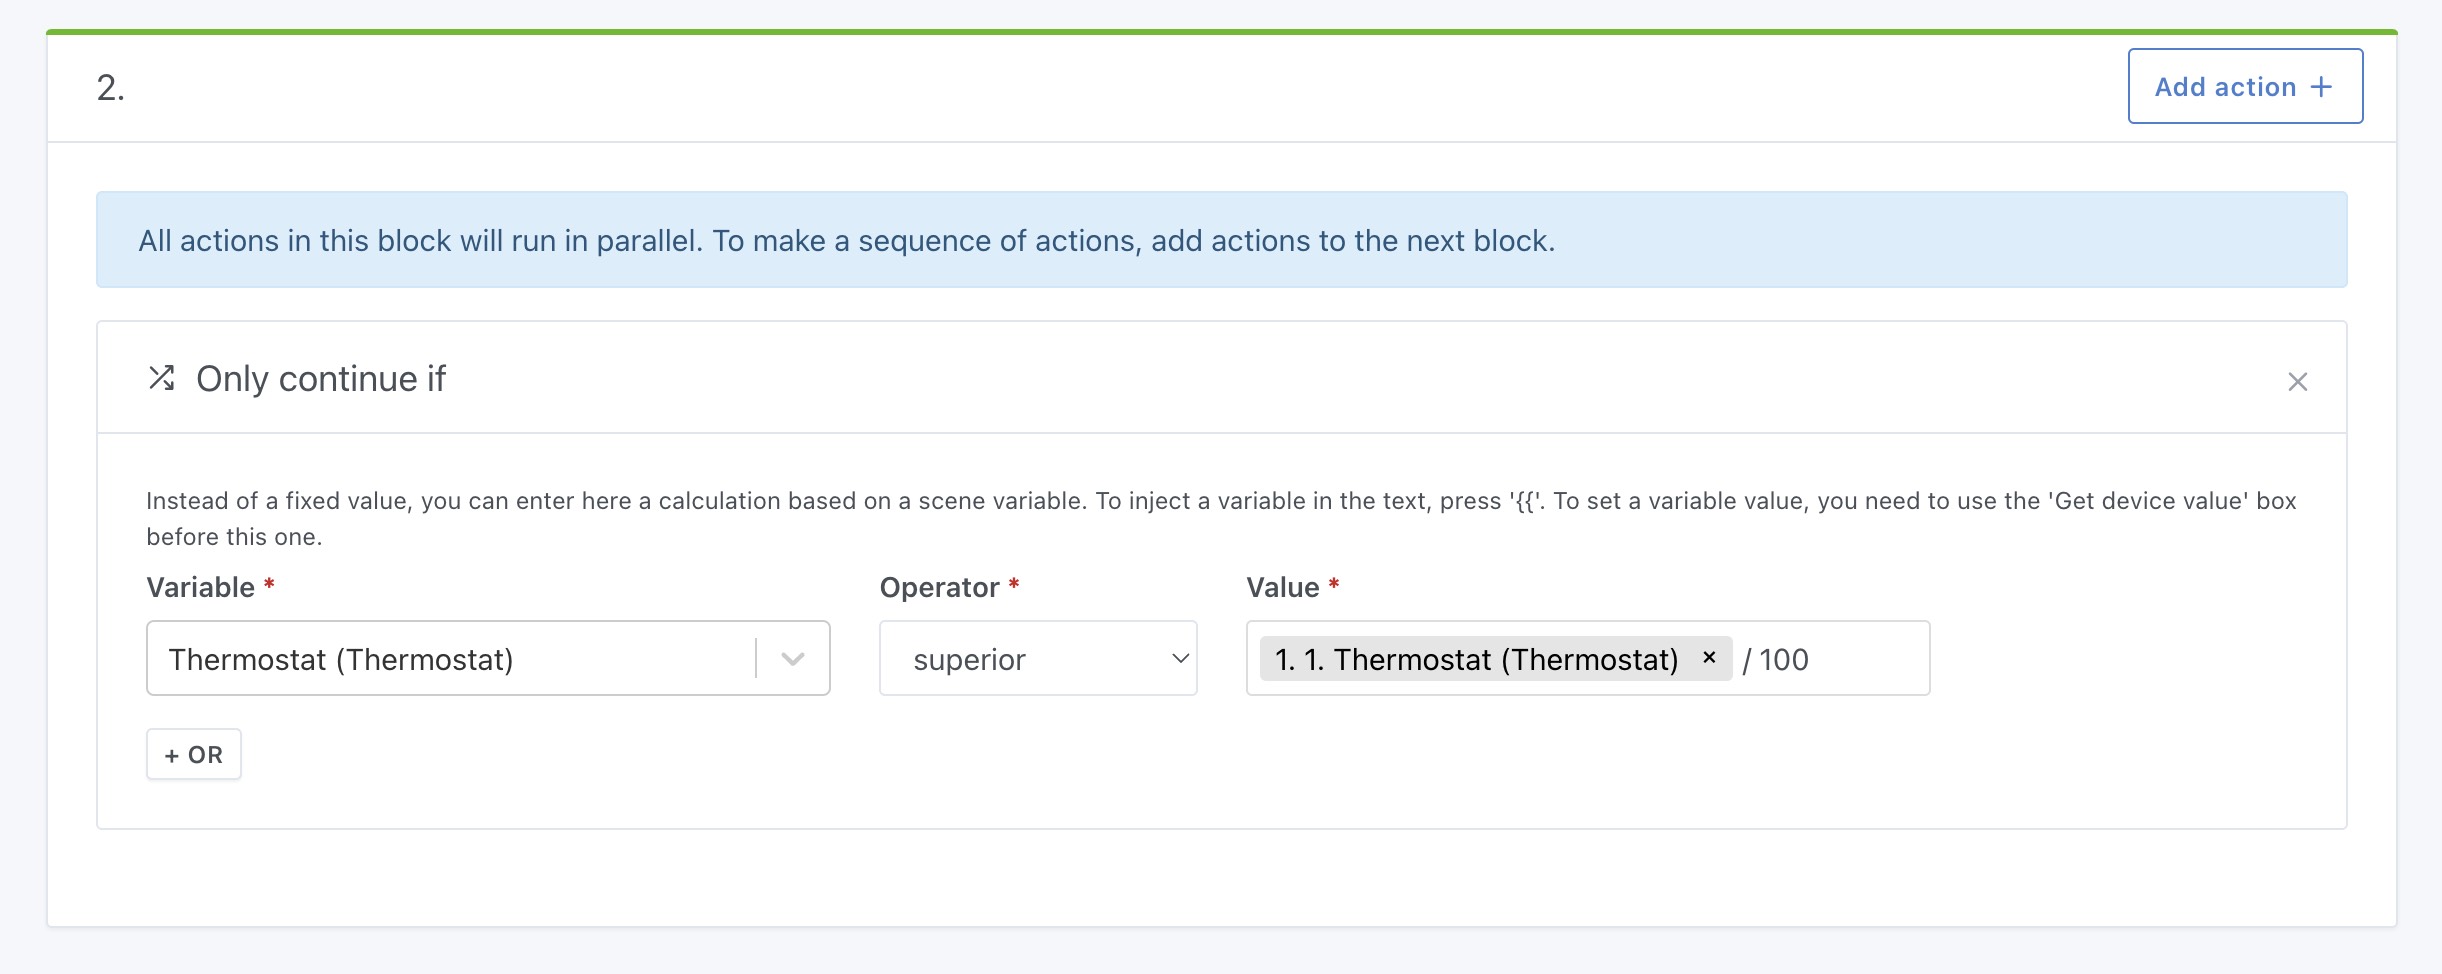 2.
Add action +
All actions in this block will run in parallel. To make a sequence of actions, add actions to the next block.
Only continue if
Instead of a fixed value, you can enter here a calculation based on a scene variable. To inject a variable in the text, press '{{'. To set a variable value, you need to use the 'Get device value' box
before this one.
Variable * Operator * Value *
Thermostat (Thermostat) superior 1. 1. Thermostat (Thermostat) × / 100
+ OR